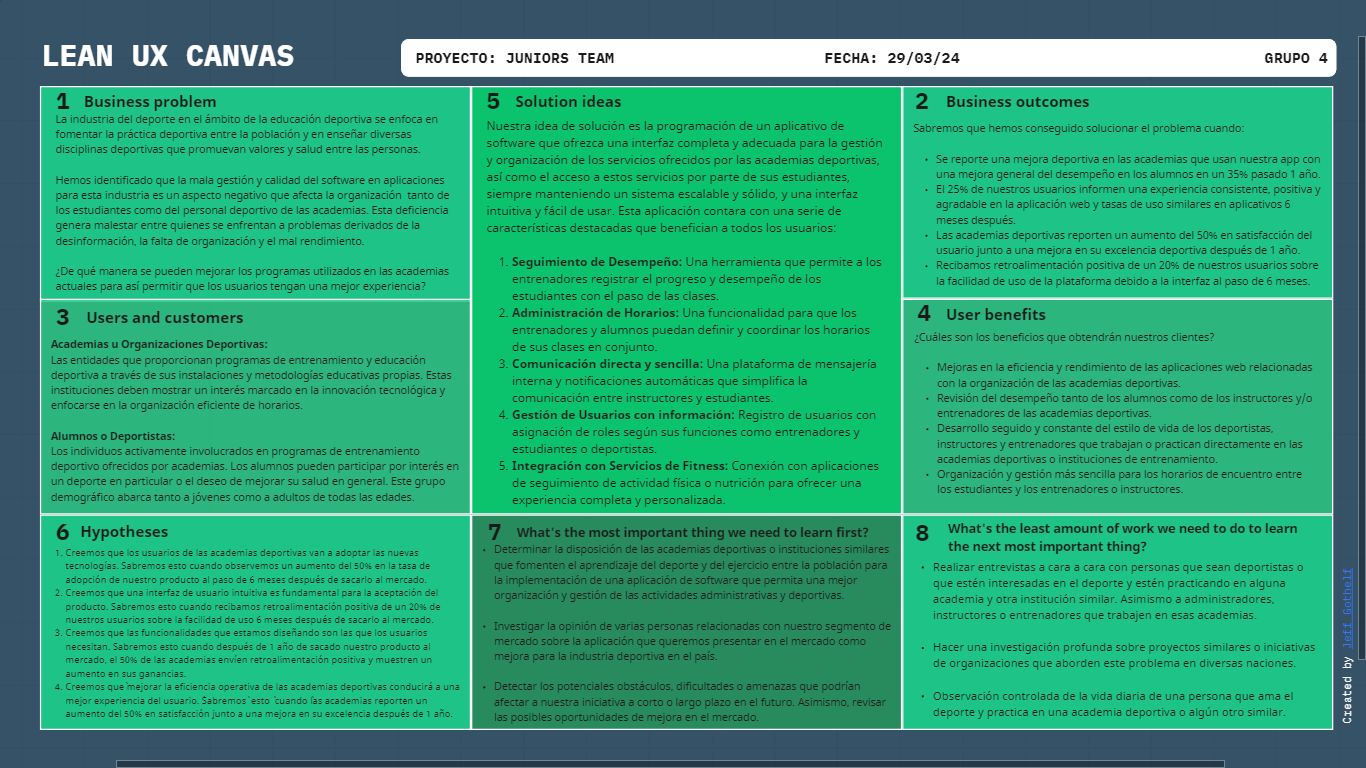 LEAN UX CANVAS
PROYECTO: JUNIORS TEAM
FECHA: 29/03/24
GRUPO 4
1 Business problem
La industria del deporte en el ámbito de la educación deportiva se enfoca en
fomentar la práctica deportiva entre la población y en enseñar diversas
disciplinas deportivas que promuevan valores y salud entre las personas.
Hemos identificado que la mala gestión y calidad del software en aplicaciones
para esta industria es un aspecto negativo que afecta la organización tanto de
los estudiantes como del personal deportivo de las academias. Esta deficiencia
genera malestar entre quienes se enfrentan a problemas derivados de la
desinformación, la falta de organización y el mal rendimiento.
¿De qué manera se pueden mejorar los programas utilizados en las academias
actuales para así permitir que los usuarios tengan una mejor experiencia?
3 Users and customers
Academias u Organizaciones Deportivas:
Las entidades que proporcionan programas de entrenamiento y educación
deportiva a través de sus instalaciones y metodologías educativas propias. Estas
instituciones deben mostrar un interés marcado en la innovación tecnológica y
enfocarse en la organización eficiente de horarios.
Alumnos o Deportistas:
Los individuos activamente involucrados en programas de entrenamiento
deportivo ofrecidos por academias. Los alumnos pueden participar por interés en
un deporte en particular o el deseo de mejorar su salud en general. Este grupo
demográfico abarca tanto a jóvenes como a adultos de todas las edades.
5 Solution ideas
Nuestra idea de solución es la programación de un aplicativo de
software que ofrezca una interfaz completa y adecuada para la gestión
y organización de los servicios ofrecidos por las academias deportivas,
así como el acceso a estos servicios por parte de sus estudiantes,
siempre manteniendo un sistema escalable y sólido, y una interfaz
intuitiva y fácil de usar. Esta aplicación contara con una serie de
características destacadas que benefician a todos los usuarios:
1. Seguimiento de Desempeño: Una herramienta que permite a los
entrenadores registrar el progreso y desempeño de los
estudiantes con el paso de las clases.
2. Administración de Horarios: Una funcionalidad para que los
entrenadores y alumnos puedan definir y coordinar los horarios
de sus clases en conjunto.
3. Comunicación directa y sencilla: Una plataforma de mensajería
interna y notificaciones automáticas que simplifica la
comunicación entre instructores y estudiantes.
4. Gestión de Usuarios con información: Registro de usuarios con
asignación de roles según sus funciones como entrenadores y
estudiantes o deportistas.
5. Integración con Servicios de Fitness: Conexión con aplicaciones
de seguimiento de actividad física o nutrición para ofrecer una
experiencia completa y personalizada.
2 Business outcomes
Sabremos que hemos conseguido solucionar el problema cuando:
• Se reporte una mejora deportiva en las academias que usan nuestra app con
una mejora general del desempeño en los alumnos en un 35% pasado 1 año.
• El 25% de nuestros usuarios informen una experiencia consistente, positiva y
agradable en la aplicación web y tasas de uso similares en aplicativos 6
meses después.
• Las academias deportivas reporten un aumento del 50% en satisfacción del
usuario junto a una mejora en su excelencia deportiva después de 1 año.
• Recibamos retroalimentación positiva de un 20% de nuestros usuarios sobre
la facilidad de uso de la plataforma debido a la interfaz al paso de 6 meses.
4 User benefits
¿Cuáles son los beneficios que obtendrán nuestros clientes?
• Mejoras en la eficiencia y rendimiento de las aplicaciones web relacionadas
con la organización de las academias deportivas.
• Revisión del desempeño tanto de los alumnos como de los instructores y/o
entrenadores de las academias deportivas.
• Desarrollo seguido y constante del estilo de vida de los deportistas,
instructores y entrenadores que trabajan o practican directamente en las
academias deportivas o instituciones de entrenamiento.
• Organización y gestión más sencilla para los horarios de encuentro entre
los estudiantes y los entrenadores o instructores.
6 Hypotheses
1. Creemos que los usuarios de las academias deportivas van a adoptar las nuevas
tecnologías. Sabremos esto cuando observemos un aumento del 50% en la tasa de
adopción de nuestro producto al paso de 6 meses después de sacarlo al mercado.
2. Creemos que una interfaz de usuario intuitiva es fundamental para la aceptación del
producto. Sabremos esto cuando recibamos retroalimentación positiva de un 20% de
nuestros usuarios sobre la facilidad de uso 6 meses después de sacarlo al mercado.
3. Creemos que las funcionalidades que estamos diseñando son las que los usuarios
necesitan. Sabremos esto cuando después de 1 año de sacado nuestro producto al
mercado, el 50% de las academias envíen retroalimentación positiva y muestren un
aumento en sus ganancias.
4. Creemos que mejorar la eficiencia operativa de las academias deportivas conducirá a una
mejor experiencia del usuario. Sabremos esto cuando las academias reporten un
aumento del 50% en satisfacción junto a una mejora en su excelencia después de 1 año.
7 What's the most important thing we need to learn first?
• Determinar la disposición de las academias deportivas o instituciones similares
que fomenten el aprendizaje del deporte y del ejercicio entre la población para
la implementación de una aplicación de software que permita una mejor
organización y gestión de las actividades administrativas y deportivas.
• Investigar la opinión de varias personas relacionadas con nuestro segmento de
mercado sobre la aplicación que queremos presentar en el mercado como
mejora para la industria deportiva en el país.
• Detectar los potenciales obstáculos, dificultades o amenazas que podrían
afectar a nuestra iniciativa a corto o largo plazo en el futuro. Asimismo, revisar
las posibles oportunidades de mejora en el mercado.
8 What's the least amount of work we need to do to learn
the next most important thing?
• Realizar entrevistas a cara a cara con personas que sean deportistas o
que estén interesadas en el deporte y estén practicando en alguna
academia y otra institución similar. Asimismo a administradores,
instructores o entrenadores que trabajen en esas academias.
• Hacer una investigación profunda sobre proyectos similares o iniciativas
de organizaciones que aborden este problema en diversas naciones.
• Observación controlada de la vida diaria de una persona que ama el
deporte y practica en una academia deportiva o algún otro similar.
Created by Jeff Gothelf